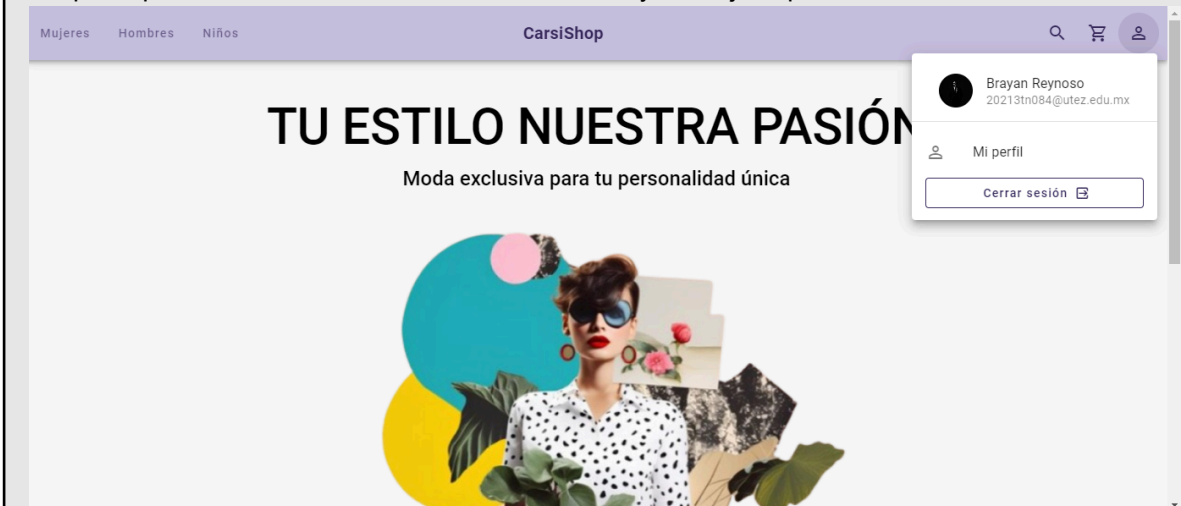 Mujeres Hombres Niños CarsiShop
Brayan Reynoso
20213tn084@utez.edu.mx
TU ESTILO NUESTRA PASIÓN
Mi perfil
Moda exclusiva para tu personalidad única
Cerrar sesión